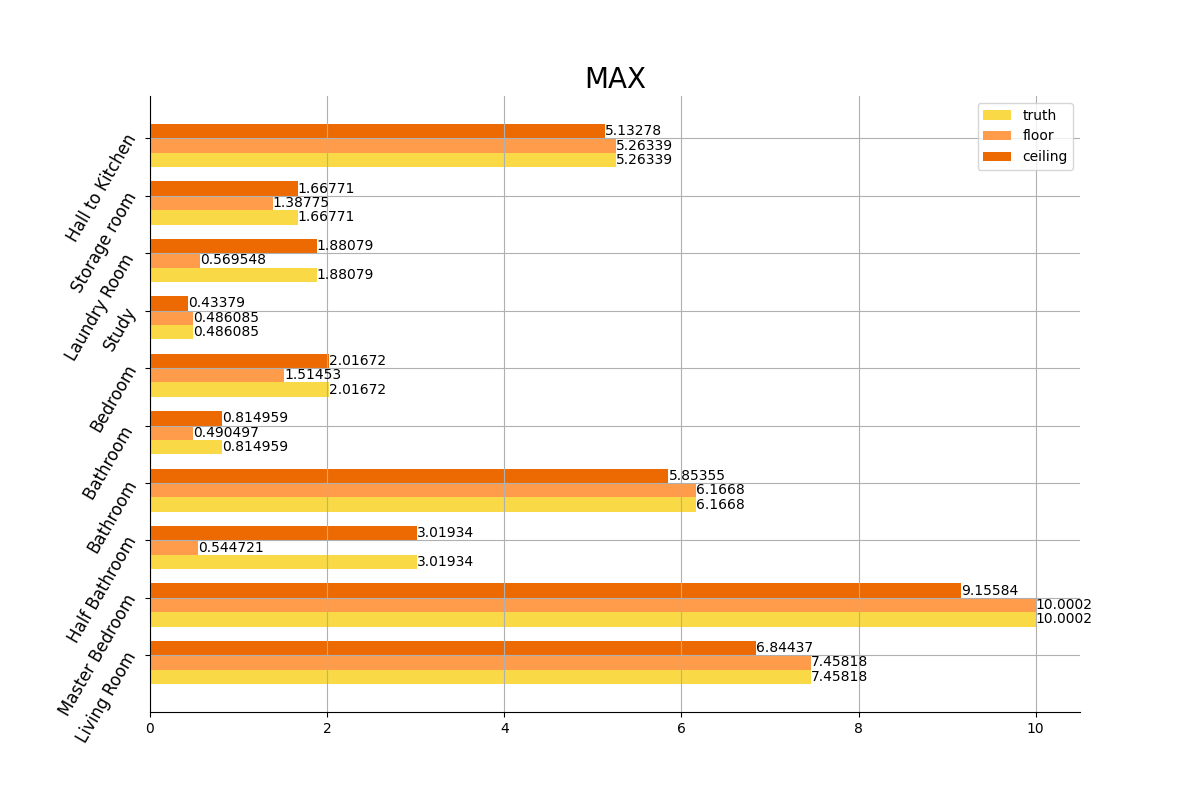 MAX
truth
floor
ceiling
Hall to Kitchen
5.13278
5.26339
5.26339
Storage room
1.66771
1.38775
1.66771
Laundry Room
1.88079
0.569548
1.88079
Study
0.43379
0.486085
0.486085
Bedroom
2.01672
1.51453
2.01672
Bathroom
0.814959
0.490497
0.814959
Bathroom
5.85355
6.1668
6.1668
Half Bathroom
3.01934
0.544721
3.01934
Master Bedroom
9.15584
10.0002
10.0002
Living Room
6.84437
7.45818
7.45818
0 2 4 6 8 10